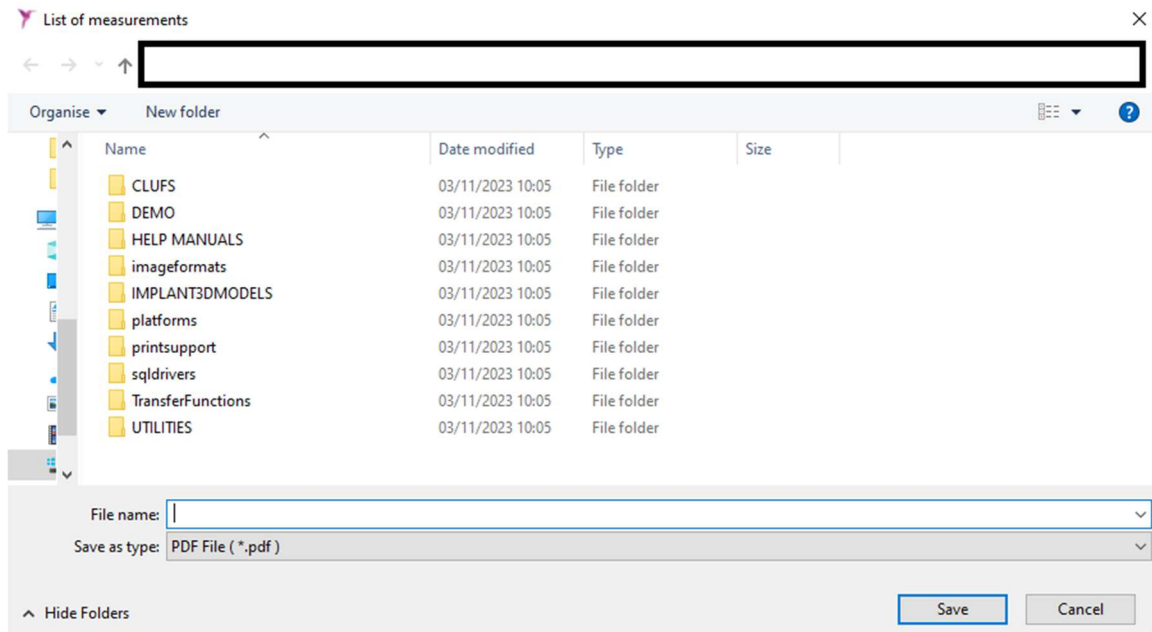 List of measurements
Organise New folder
Name Date modified Type Size
CLUFS 03/11/2023 10:05 File folder
DEMO 03/11/2023 10:05 File folder
HELP MANUALS 03/11/2023 10:05 File folder
imageformats 03/11/2023 10:05 File folder
IMPLANT3DMODELS 03/11/2023 10:05 File folder
platforms 03/11/2023 10:05 File folder
printsupport 03/11/2023 10:05 File folder
sqldrivers 03/11/2023 10:05 File folder
TransferFunctions 03/11/2023 10:05 File folder
UTILITIES 03/11/2023 10:05 File folder
File name:
Save as type: PDF File ( *.pdf )
Hide Folders Save Cancel